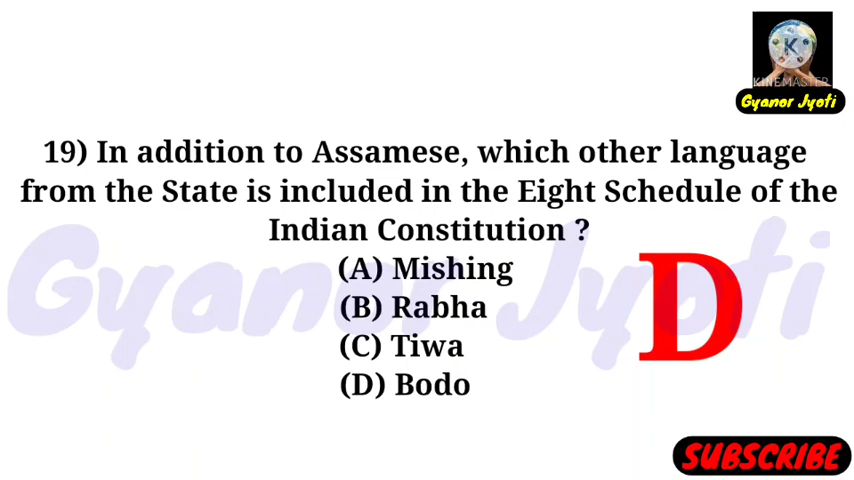 K
KINEMASTER
Gyanor Jyoti
19) In addition to Assamese, which other language
from the State is included in the Eight Schedule of the
Indian Constitution ?
(A) Mishing
(B) Rabha
(C) Tiwa
(D) Bodo
D
Gyanor Jyoti
SUBSCRIBE